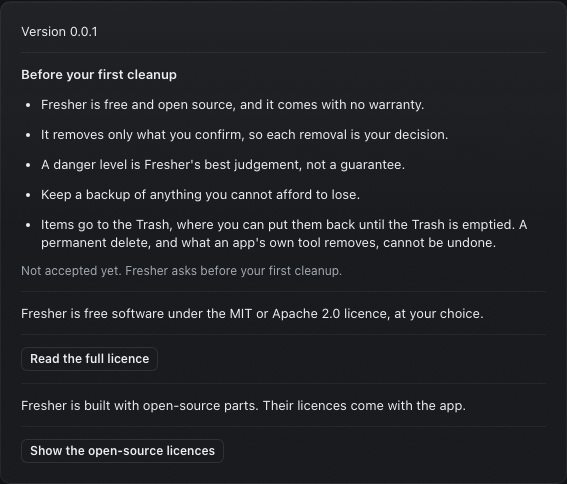 Version 0.0.1
Before your first cleanup
• Fresher is free and open source, and it comes with no warranty.
• It removes only what you confirm, so each removal is your decision.
• A danger level is Fresher's best judgement, not a guarantee.
• Keep a backup of anything you cannot afford to lose.
• Items go to the Trash, where you can put them back until the Trash is emptied. A
permanent delete, and what an app's own tool removes, cannot be undone.
Not accepted yet. Fresher asks before your first cleanup.
Fresher is free software under the MIT or Apache 2.0 licence, at your choice.
Read the full licence
Fresher is built with open-source parts. Their licences come with the app.
Show the open-source licences